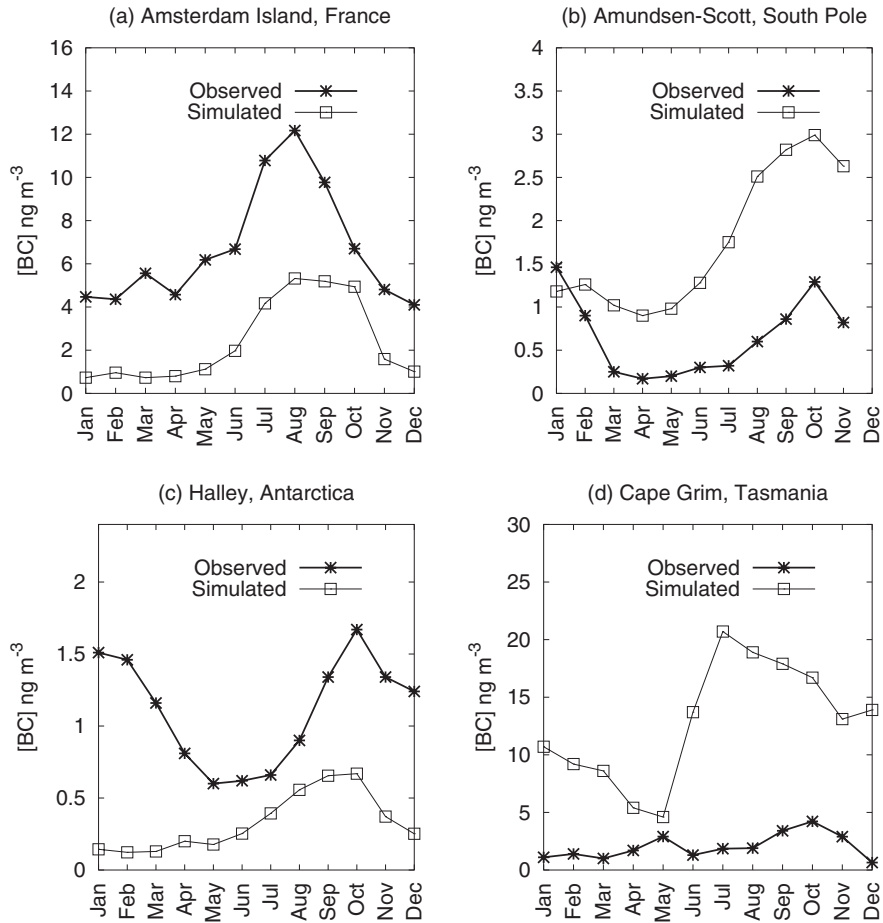 (a) Amsterdam Island, France
[BC] ng m-3
16
14
12
10
8
6
4
2
0
Observed
Simulated
Jan
Feb
Mar
Apr
May
Jun
Jul
Aug
Sep
Oct
Nov
Dec
(b) Amundsen-Scott, South Pole
[BC] ng m-3
4
3.5
3
2.5
2
1.5
1
0.5
0
Observed
Simulated
Jan
Feb
Mar
Apr
May
Jun
Jul
Aug
Sep
Oct
Nov
Dec
(c) Halley, Antarctica
[BC] ng m-3
2
1.5
1
0.5
0
Observed
Simulated
Jan
Feb
Mar
Apr
May
Jun
Jul
Aug
Sep
Oct
Nov
Dec
(d) Cape Grim, Tasmania
[BC] ng m-3
30
25
20
15
10
5
0
Observed
Simulated
Jan
Feb
Mar
Apr
May
Jun
Jul
Aug
Sep
Oct
Nov
Dec